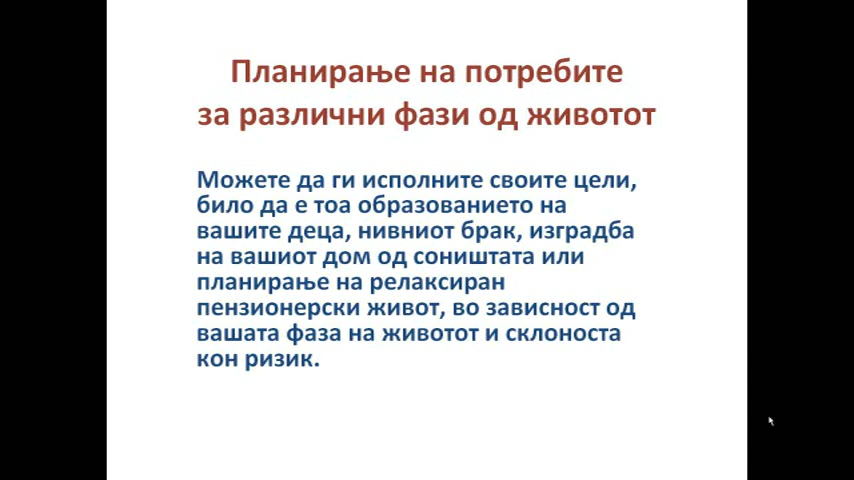 Планирање на потребите
за различни фази од животот
Можете да ги исполните своите цели,
било да е тоа образованието на
вашите деца, нивниот брак, изградба
на вашиот дом од соништата или
планирање на релаксиран
пензионерски живот, во зависност од
вашата фаза на животот и склоноста
кон ризик.